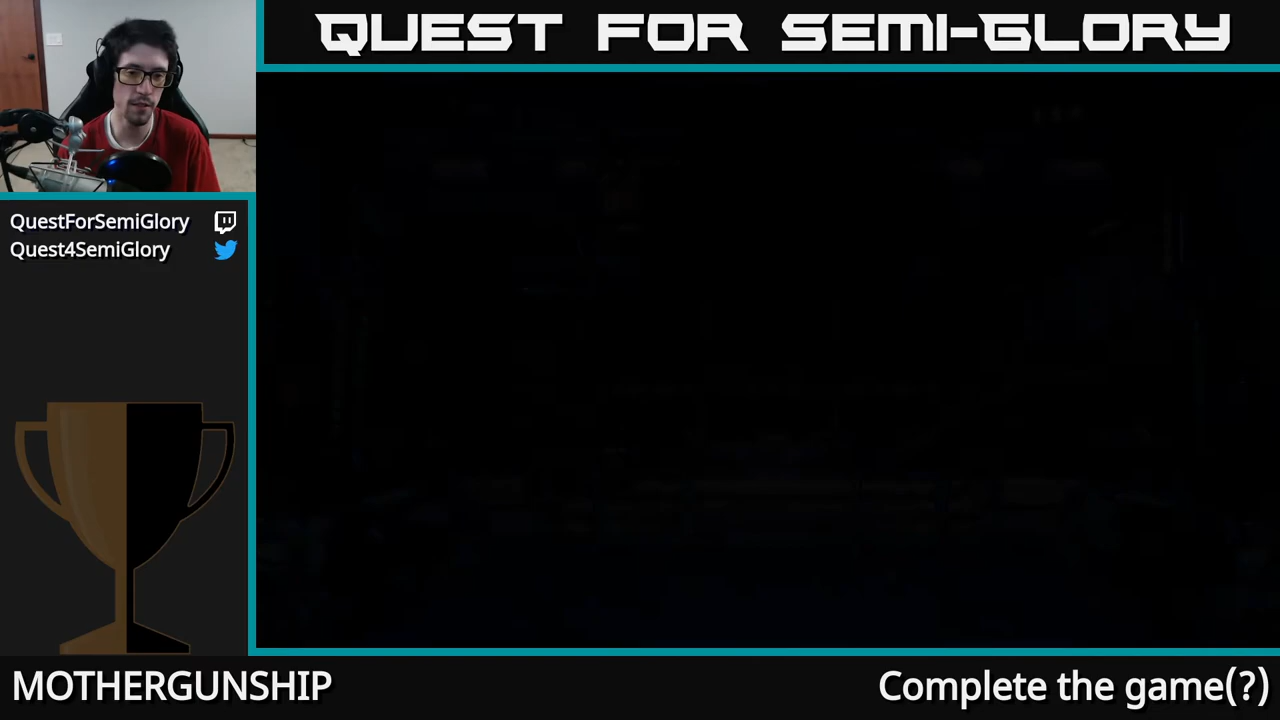 QUEST FOR SEMI-GLORY
QuestForSemiGlory
Quest4SemiGlory
MOTHERGUNSHIP
Complete the game(?)